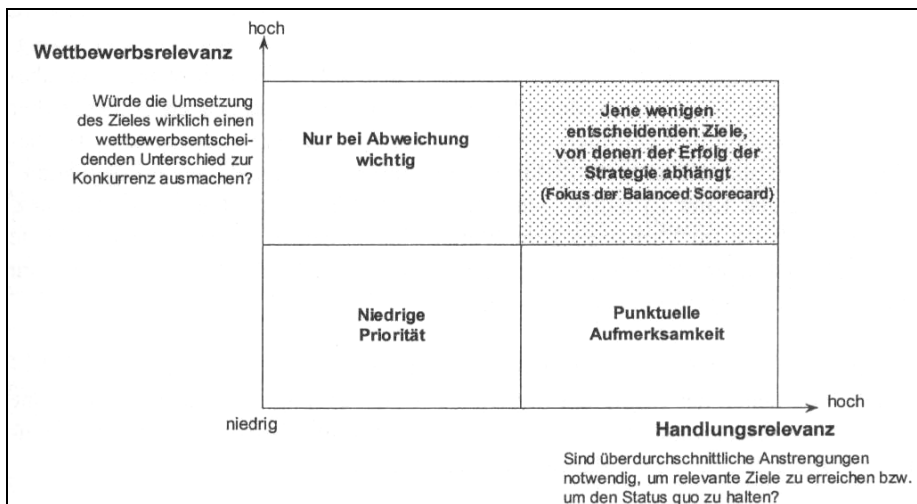 hoch
Wettbewerbsrelevanz
Würde die Umsetzung
des Zieles wirklich einen
wettbewerbsentschei-
denden Unterschied zur
Konkurrenz ausmachen?
Nur bei Abweichung
wichtig
Jene wenigen
entscheidenden Ziele,
von denen der Erfolg der
Strategie abhängt
(Fokus der Balanced Scorecard)
Niedrige
Priorität
Punktuelle
Aufmerksamkeit
niedrig
hoch
Handlungsrelevanz
Sind überdurchschnittliche Anstrengungen
notwendig, um relevante Ziele zu erreichen bzw.
um den Status quo zu halten?